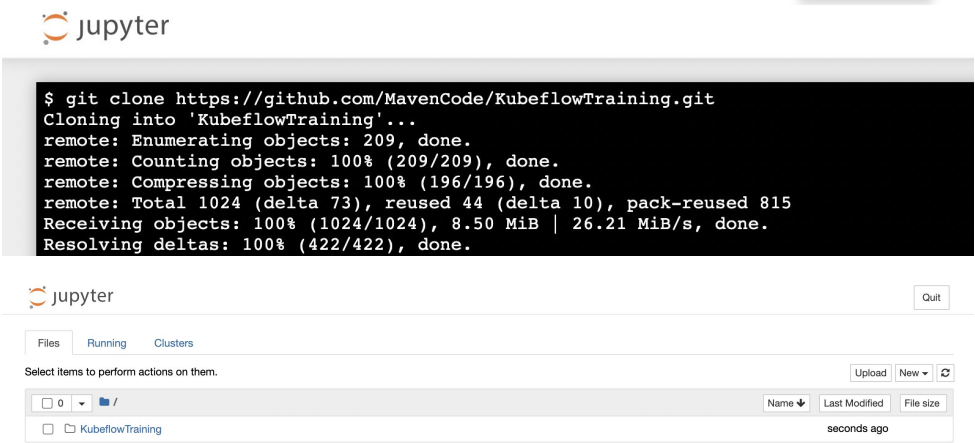 jupyter
$ git clone https://github.com/MavenCode/KubeflowTraining.git
Cloning into 'KubeflowTraining'...
remote: Enumerating objects: 209, done.
remote: Counting objects: 100% (209/209), done.
remote: Compressing objects: 100% (196/196), done.
remote: Total 1024 (delta 73), reused 44 (delta 10), pack-reused 815
Receiving objects: 100% (1024/1024), 8.50 MiB | 26.21 MiB/s, done.
Resolving deltas: 100% (422/422), done.
jupyter Quit
Files Running Clusters
Select items to perform actions on them. Upload New
0 / Name Last Modified File size
KubeflowTraining seconds ago